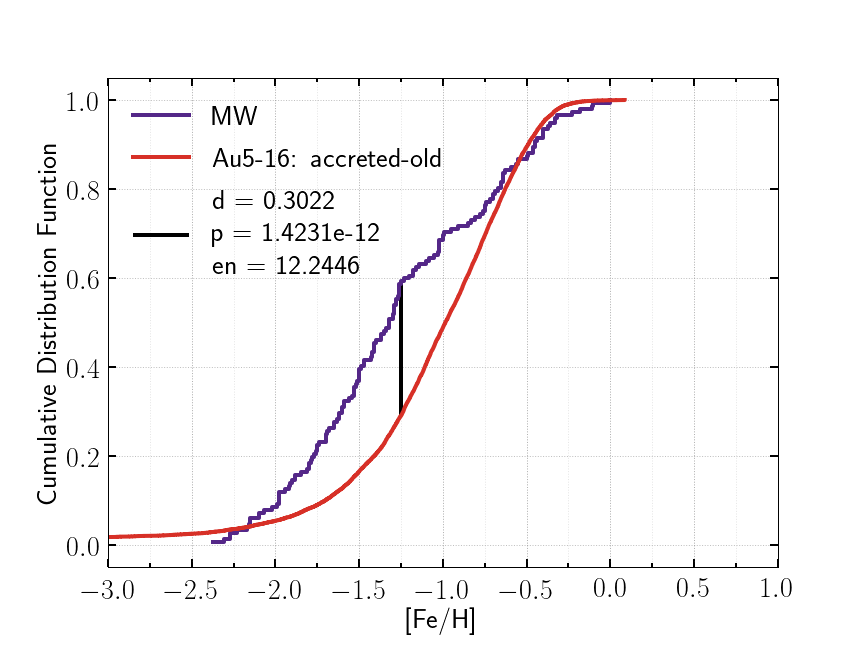 MW
Au5-16: accreted-old
d = 0.3022
p = 1.4231e-12
en = 12.2446
Cumulative Distribution Function
1.0
0.8
0.6
0.4
0.2
0.0
−3.0 −2.5 −2.0 −1.5 −1.0 −0.5 0.0 0.5 1.0
[Fe/H]